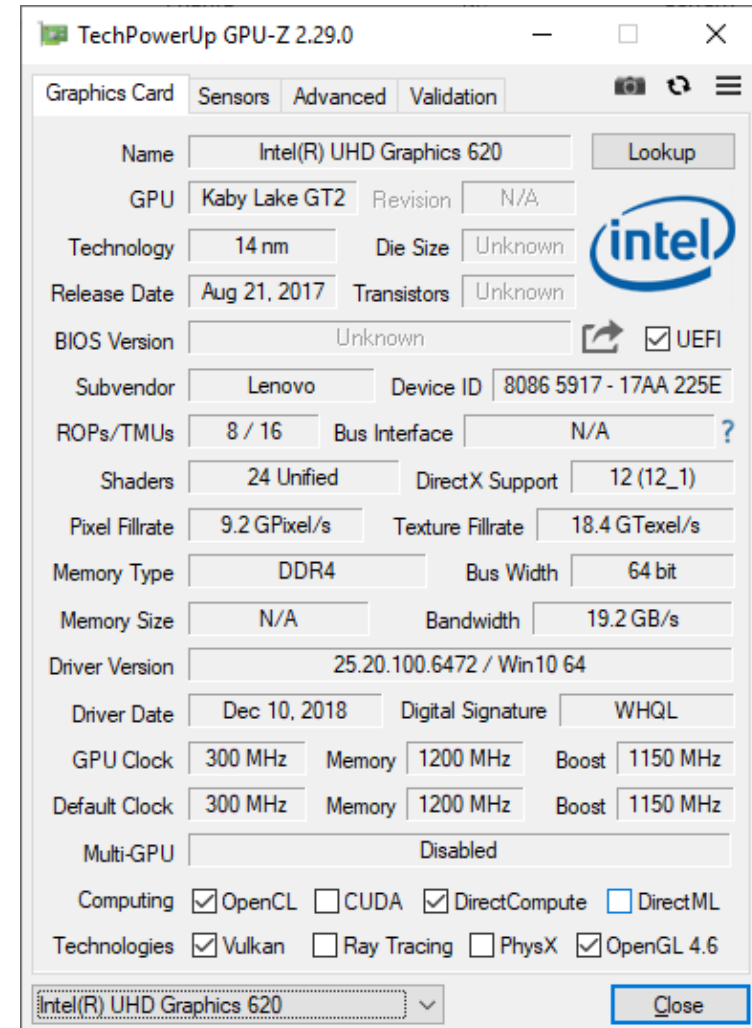 TechPowerUp GPU-Z 2.29.0
Graphics Card Sensors Advanced Validation
Name Intel(R) UHD Graphics 620 Lookup
GPU Kaby Lake GT2 Revision N/A
intel
Technology 14 nm Die Size Unknown
Release Date Aug 21, 2017 Transistors Unknown
BIOS Version Unknown UEFI
Subvendor Lenovo Device ID 8086 5917 - 17AA 225E
ROPs/TMUs 8 / 16 Bus Interface N/A ?
Shaders 24 Unified DirectX Support 12 (12_1)
Pixel Fillrate 9.2 GPixel/s Texture Fillrate 18.4 GTexel/s
Memory Type DDR4 Bus Width 64 bit
Memory Size N/A Bandwidth 19.2 GB/s
Driver Version 25.20.100.6472 / Win10 64
Driver Date Dec 10, 2018 Digital Signature WHQL
GPU Clock 300 MHz Memory 1200 MHz Boost 1150 MHz
Default Clock 300 MHz Memory 1200 MHz Boost 1150 MHz
Multi-GPU Disabled
Computing OpenCL CUDA DirectCompute DirectML
Technologies Vulkan Ray Tracing PhysX OpenGL 4.6
Intel(R) UHD Graphics 620 Close